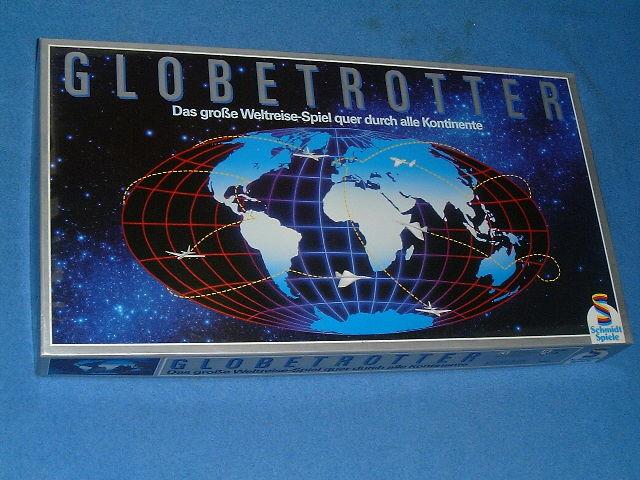 GLOBETROTTER
Das große Weltreise-Spiel quer durch alle Kontinente
Schmidt
Spiele
GLOBETROTTER
Das große Weltreise-Spiel quer durch alle Kontinente